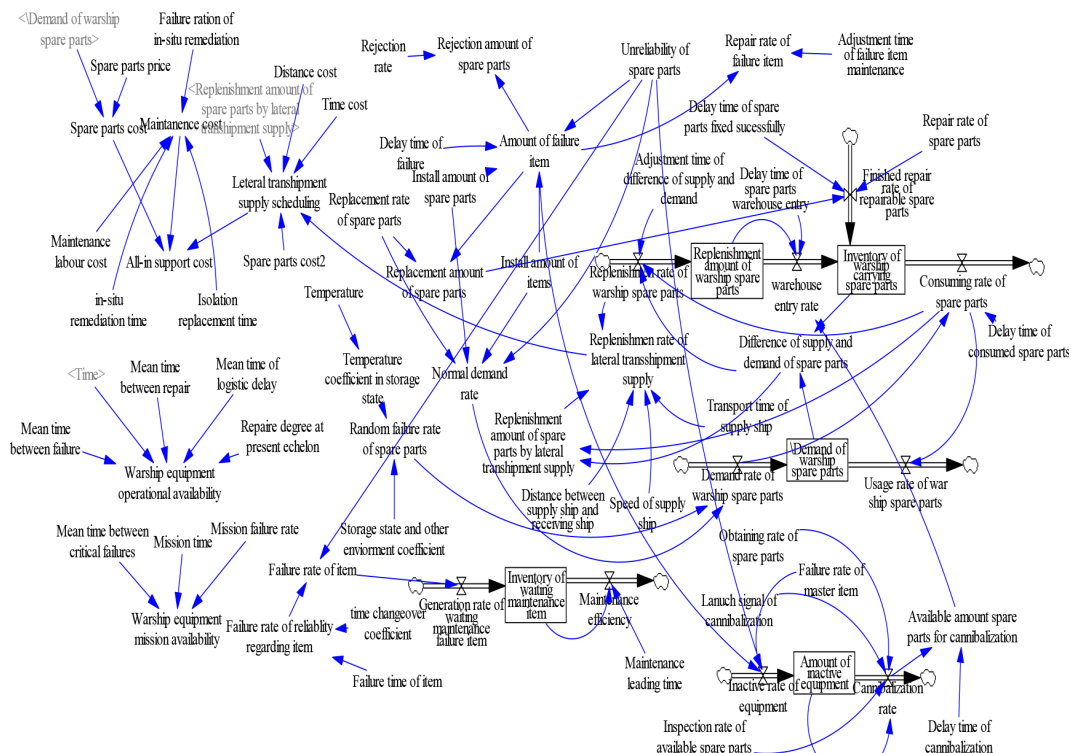 <\Demand of warship
spare parts>
Failure ration of
in-situ remediation
Spare parts price
Spare parts cost
Maintanence cost
<Replenishment amount of
spare parts by lateral
transhipment supply>
Distance cost
Time cost
Leteral transhipment
supply scheduling
Maintenance
labour cost
All-in support cost
Spare parts cost2
in-situ
remediation time
Isolation
replacement time
Rejection
rate
Rejection amount of
spare parts
Unreliability of
spare parts
Repair rate of
failure item
Adjustment time
of failure item
maintenance
Delay time of
failure
Amount of failure
item
Install amount of
spare parts
Replacement rate
of spare parts
Replacement amount
of spare parts
Install amount of
items
Adjustment time of
difference of supply and
demand
Delay time of spare
parts fixed sucessfully
Delay time of
spare parts
warehouse entry
Repair rate of
spare parts
Finished repair
rate of
repairable spare
parts
Replenishment rate of
warship spare parts
Replenishment
amount of
warship spare
parts
warehouse
entry rate
Inventory of
warship
carrying
spare parts
Consuming rate of
spare parts
Delay time of
consumed spare parts
Temperature
Temperature
coefficient in storage
state
Random failure rate
of spare parts
Normal demand
rate
Replenishmen rate of
lateral transshipment
supply
Difference of supply and
demand of spare parts
Transport time of
supply ship
Replenishment
amount of spare
parts by lateral
transhipment supply
Distance between
supply ship and
receiving ship
Speed of supply
ship
Demand rate of
warship spare parts
\Demand of
warship
spare parts
Usage rate of war
ship spare parts
<Time>
Mean time
between repair
Mean time of
logistic delay
Mean time
between failure
Repaire degree at
present echelon
Warship equipment
operational availability
Mean time between
critical failures
Mission time
Mission failure rate
Warship equipment
mission availability
Storage state and other
enviorment coefficient
Failure rate of item
Failure rate of reliablity
regarding item
time changeover
coefficient
Failure time of item
Generation rate of
waiting
maintenance
failure item
Inventory of
waiting
maintenance
item
Maintenance
efficiency
Maintenance
leading time
Obtaining rate of
spare parts
Lanuch signal of
cannibalization
Failure rate of
master item
Available amount spare
parts for cannibalization
Inactive rate of
equipment
Amount of
inactive
equipment
Cannibalization
rate
Inspection rate of
available spare parts
Delay time of
cannibalization